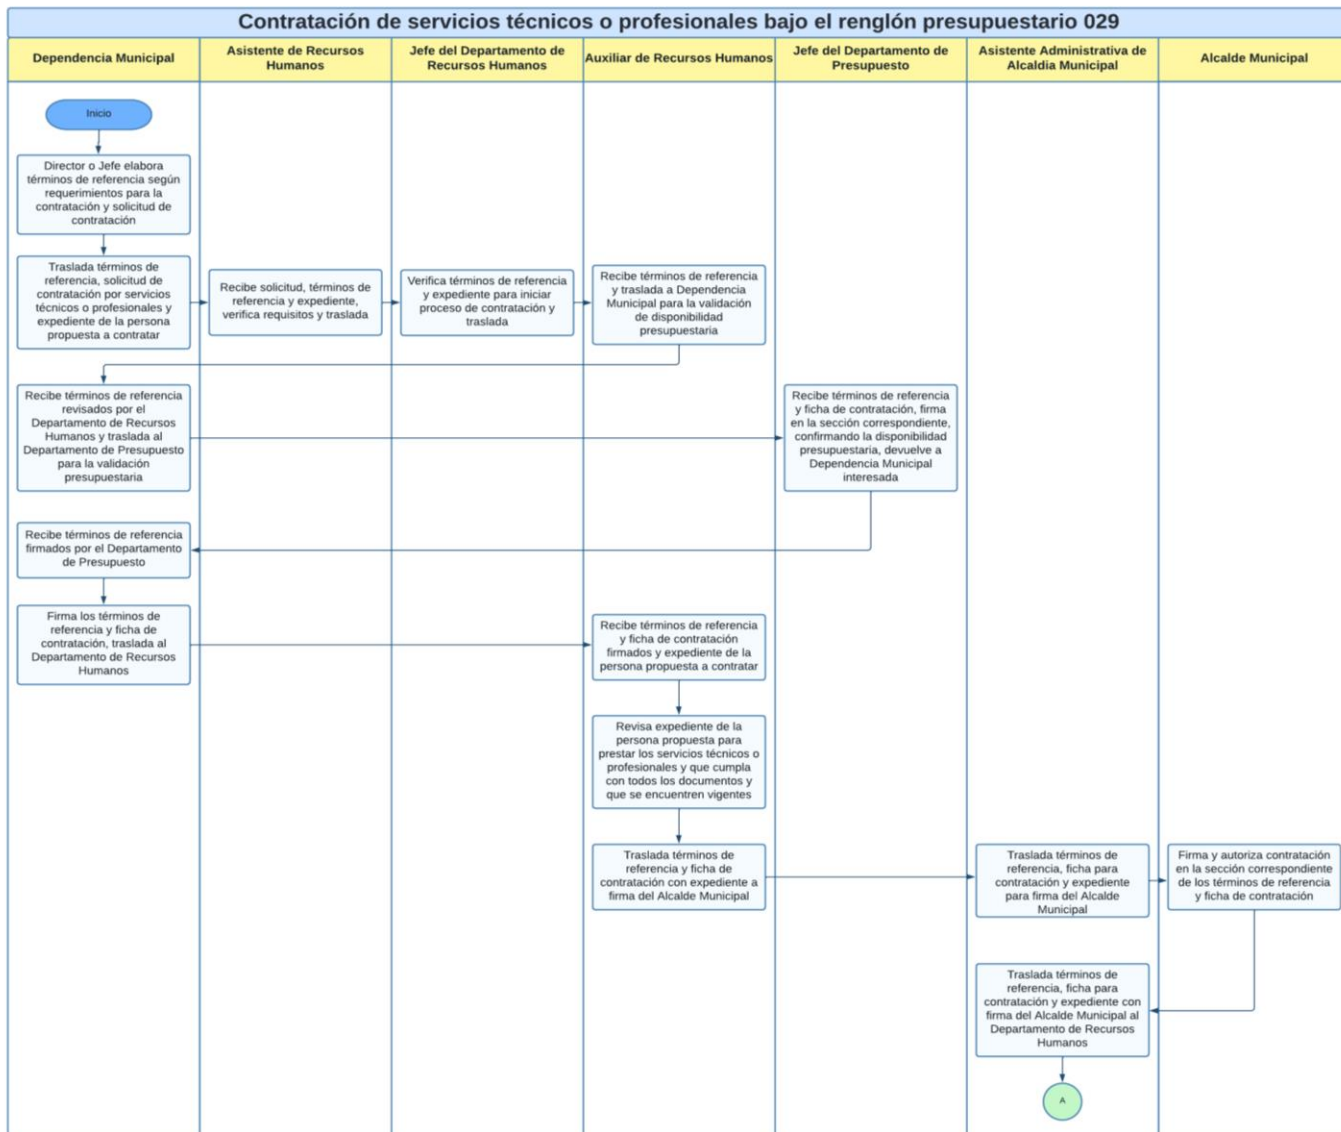 Contratación de servicios técnicos o profesionales bajo el renglón presupuestario 029
Dependencia Municipal
Asistente de Recursos
Humanos
Jefe del Departamento de
Recursos Humanos
Auxiliar de Recursos Humanos
Jefe del Departamento de
Presupuesto
Asistente Administrativa de
Alcaldia Municipal
Alcalde Municipal
Inicio
Director o Jefe elabora
términos de referencia según
requerimientos para la
contratación y solicitud de
contratación
Traslada términos de
referencia, solicitud de
contratación por servicios
técnicos o profesionales y
expediente de la persona
propuesta a contratar
Recibe solicitud, términos de
referencia y expediente,
verifica requisitos y traslada
Verifica términos de referencia
y expediente para iniciar
proceso de contratación y
traslada
Recibe términos de referencia
y traslada a Dependencia
Municipal para la validación
de disponibilidad
presupuestaria
Recibe términos de referencia
revisados por el
Departamento de Recursos
Humanos y traslada al
Departamento de Presupuesto
para la validación
presupuestaria
Recibe términos de referencia
y ficha de contratación, firma
en la sección correspondiente,
confirmando la disponibilidad
presupuestaria, devuelve a
Dependencia Municipal
interesada
Recibe términos de referencia
firmados por el Departamento
de Presupuesto
Firma los términos de
referencia y ficha de
contratación, traslada al
Departamento de Recursos
Humanos
Recibe términos de referencia
y ficha de contratación
firmados y expediente de la
persona propuesta a contratar
Revisa expediente de la
persona propuesta para
prestar los servicios técnicos o
profesionales y que cumpla
con todos los documentos y
que se encuentren vigentes
Traslada términos de
referencia y ficha de
contratación con expediente a
firma del Alcalde Municipal
Traslada términos de
referencia, ficha para
contratación y expediente
para firma del Alcalde
Municipal
Firma y autoriza contratación
en la sección correspondiente
de los términos de referencia
y ficha de contratación
Traslada términos de
referencia, ficha para
contratación y expediente con
firma del Alcalde Municipal al
Departamento de Recursos
Humanos
A